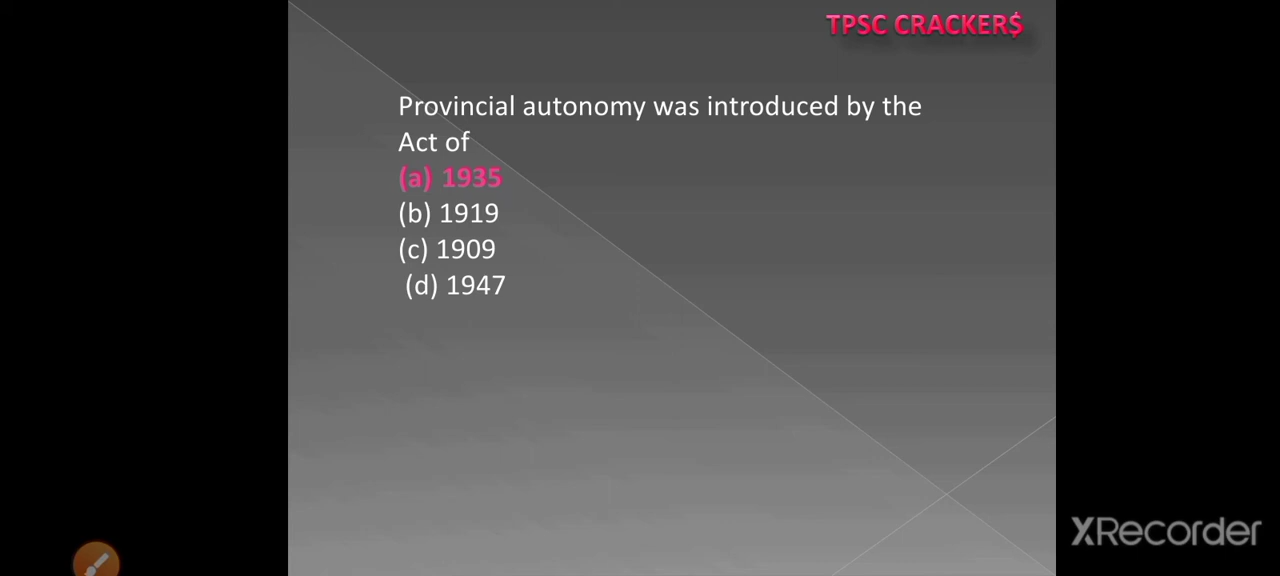 TPSC CRACKER$
Provincial autonomy was introduced by the
Act of
(a) 1935
(b) 1919
(c) 1909
(d) 1947
XRecorder